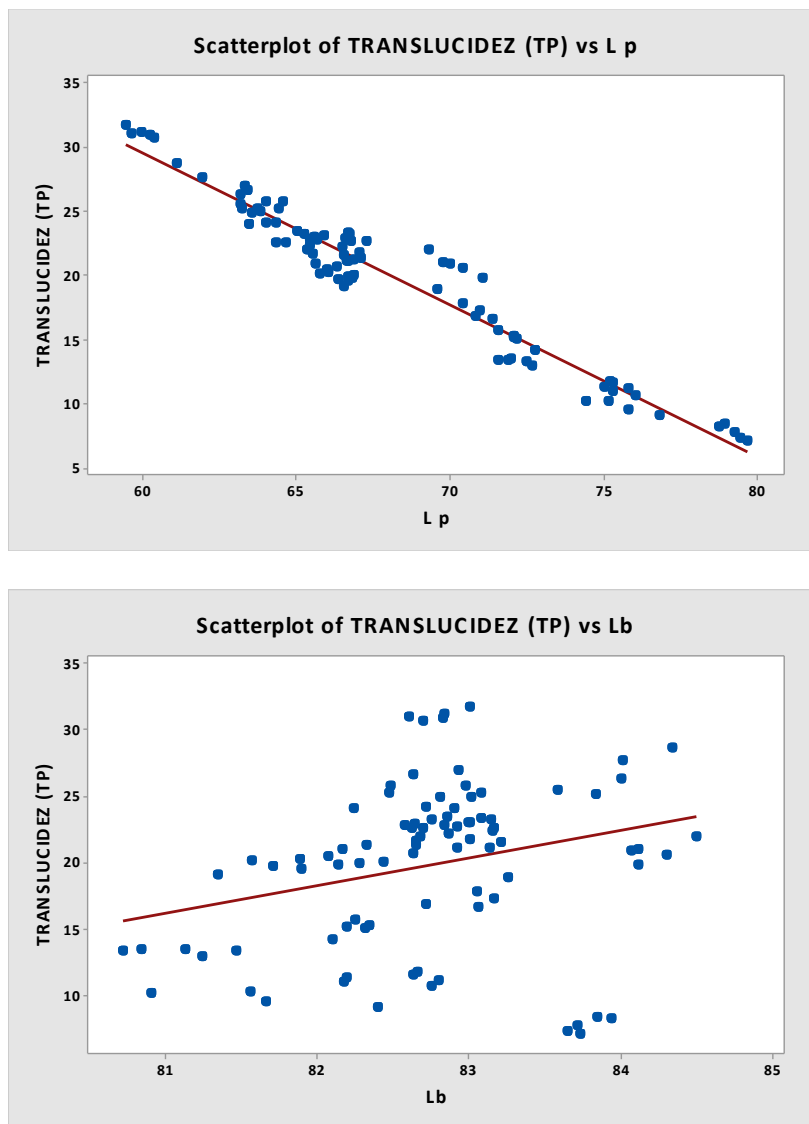 Scatterplot of TRANSLUCIDEZ (TP) vs L p
35
30
25
20
15
10
5
TRANSLUCIDEZ (TP)
60 65 70 75 80
L p
Scatterplot of TRANSLUCIDEZ (TP) vs Lb
35
30
25
20
15
10
TRANSLUCIDEZ (TP)
81 82 83 84 85
Lb